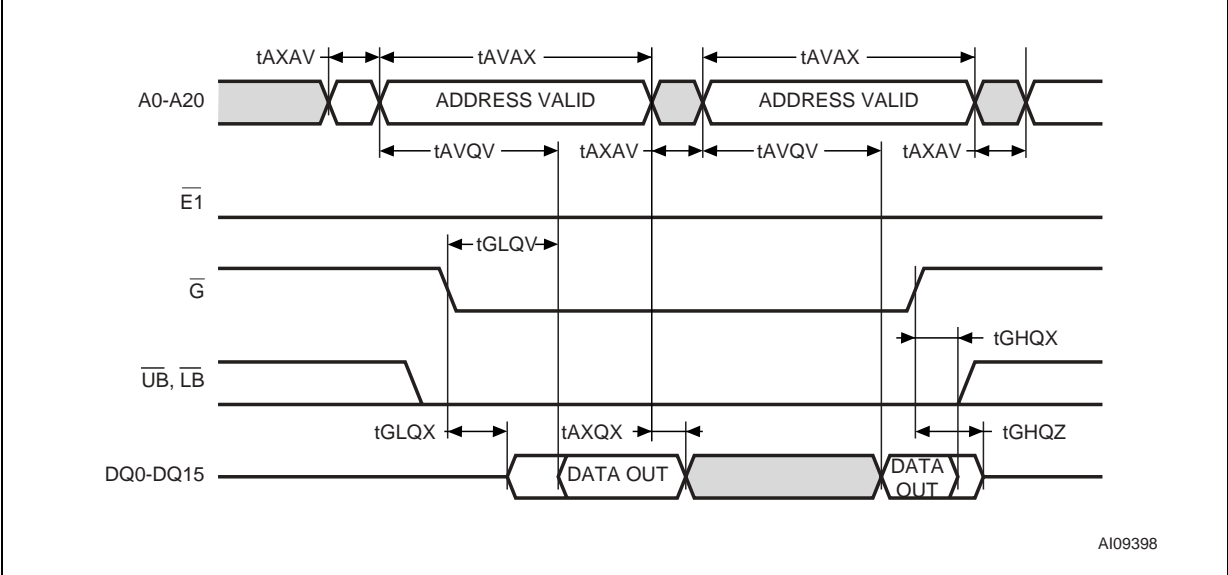 tAXAV tAVAX tAVAX
A0-A20 ADDRESS VALID ADDRESS VALID
tAVQV tAXAV tAVQV tAXAV
E1
tGLQV
G
tGHQX
UB, LB
tGLQX tAXQX tGHQZ
DQ0-DQ15 DATA OUT DATA OUT
AI09398